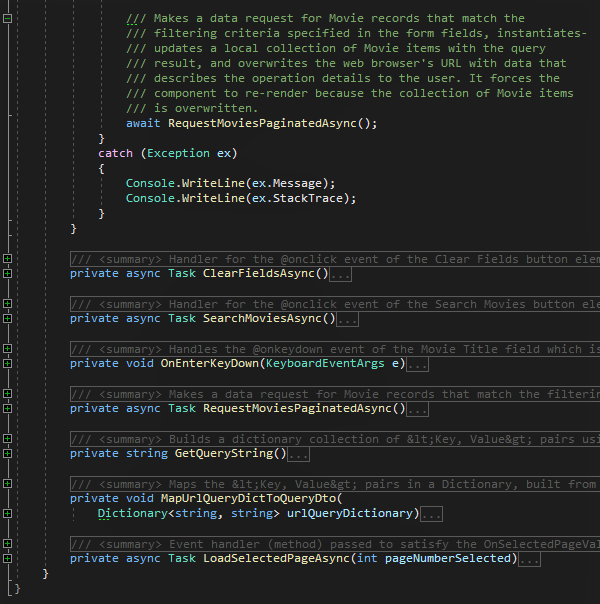 /// Makes a data request for Movie records that match the
/// filtering criteria specified in the form fields, instantiates-
/// updates a local collection of Movie items with the query
/// result, and overwrites the web browser's URL with data that
/// describes the operation details to the user. It forces the
/// component to re-render because the collection of Movie items
/// is overwritten.
await RequestMoviesPaginatedAsync();
}
catch (Exception ex)
{
Console.WriteLine(ex.Message);
Console.WriteLine(ex.StackTrace);
}
}
/// <summary> Handler for the @onclick event of the Clear Fields button elem
private async Task ClearFieldsAsync()...
/// <summary> Handler for the @onclick event of the Search Movies button ele
private async Task SearchMoviesAsync()...
/// <summary> Handles the @onkeydown event of the Movie Title field which is
private void OnEnterKeyDown(KeyboardEventArgs e)...
/// <summary> Makes a data request for Movie records that match the filterin
private async Task RequestMoviesPaginatedAsync()...
/// <summary> Builds a dictionary collection of &lt;Key, Value&gt; pairs usi
private string GetQueryString()...
/// <summary> Maps the &lt;Key, Value&gt; pairs in a Dictionary, built from
private void MapUrlQueryDictToQueryDto(
Dictionary<string, string> urlQueryDictionary)...
/// <summary> Event handler (method) passed to satisfy the OnSelectedPageVal
private async Task LoadSelectedPageAsync(int pageNumberSelected)...
}
}